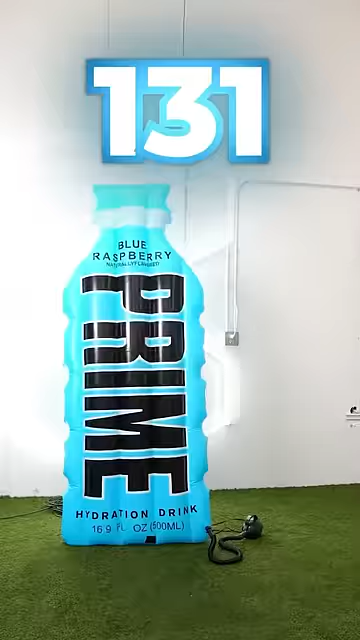 131
BLUE
RASPBERRY
NATURALLY FLAVORED
PRIME
HYDRATION DRINK
16.9 FL OZ (500ML)